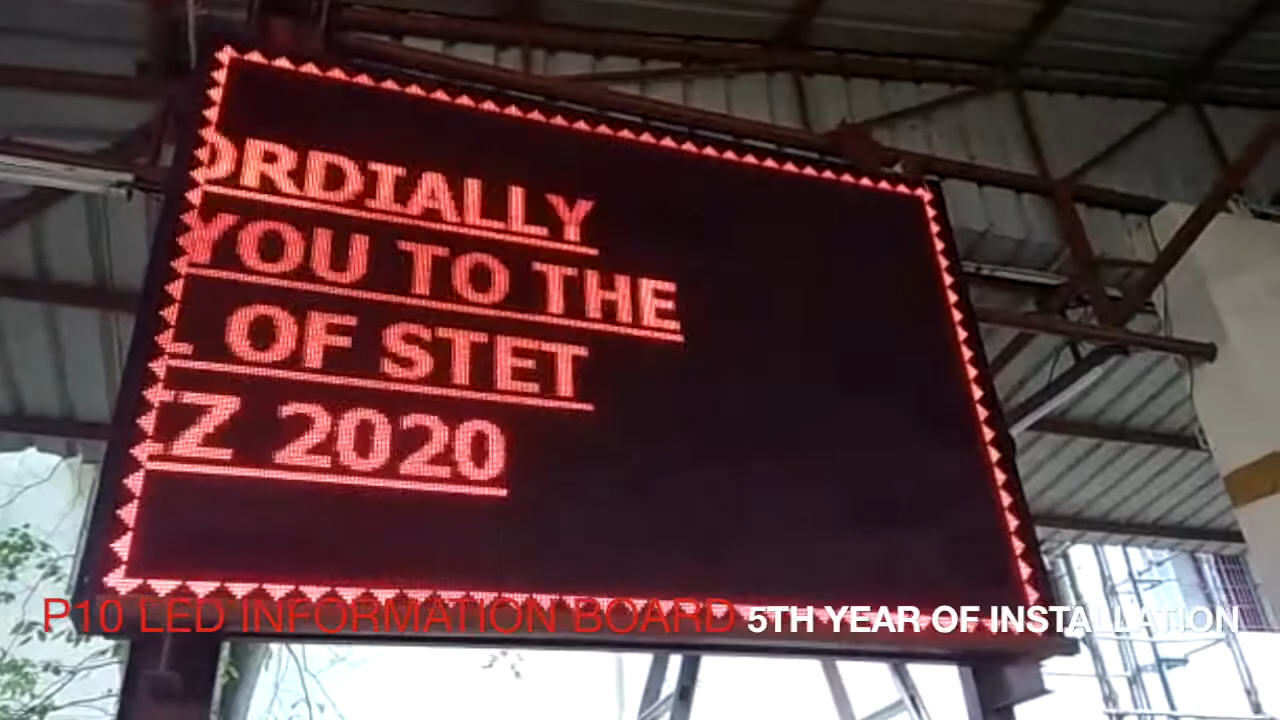 ORDIALLY
YOU TO THE
L OF STET
Z 2020
P10 LED INFORMATION BOARD 5TH YEAR OF INSTALLATION